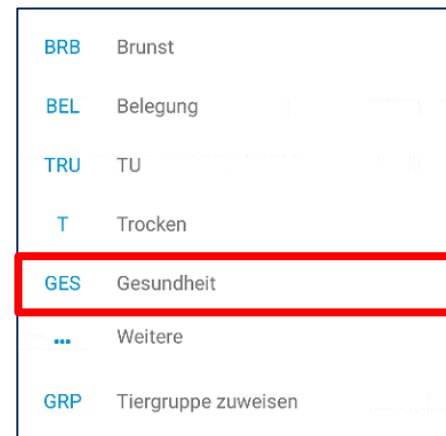 BRB Brunst
BEL Belegung
TRU TU
T Trocken
GES Gesundheit
... Weitere
GRP Tiergruppe zuweisen